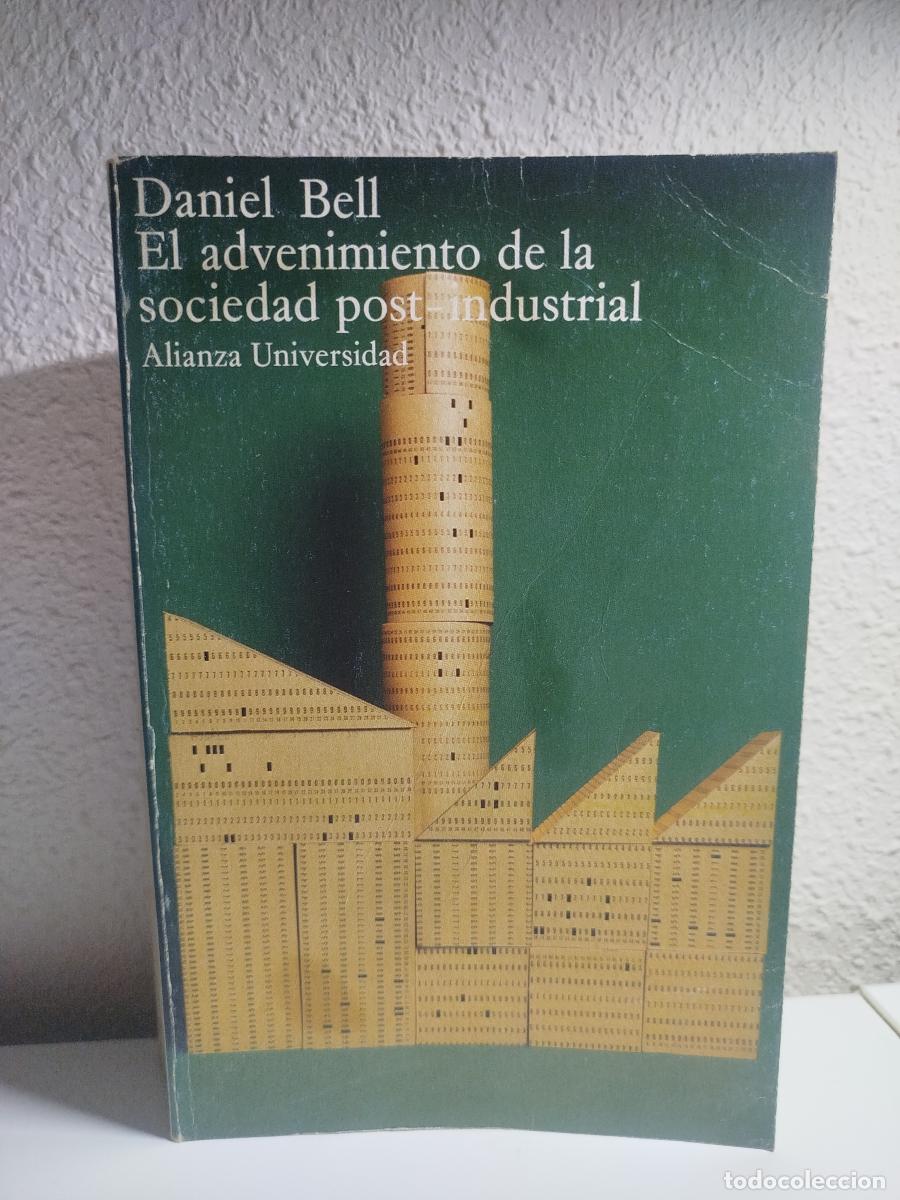 Daniel Bell
El advenimiento de la
sociedad post-industrial
Alianza Universidad
todocoleccion